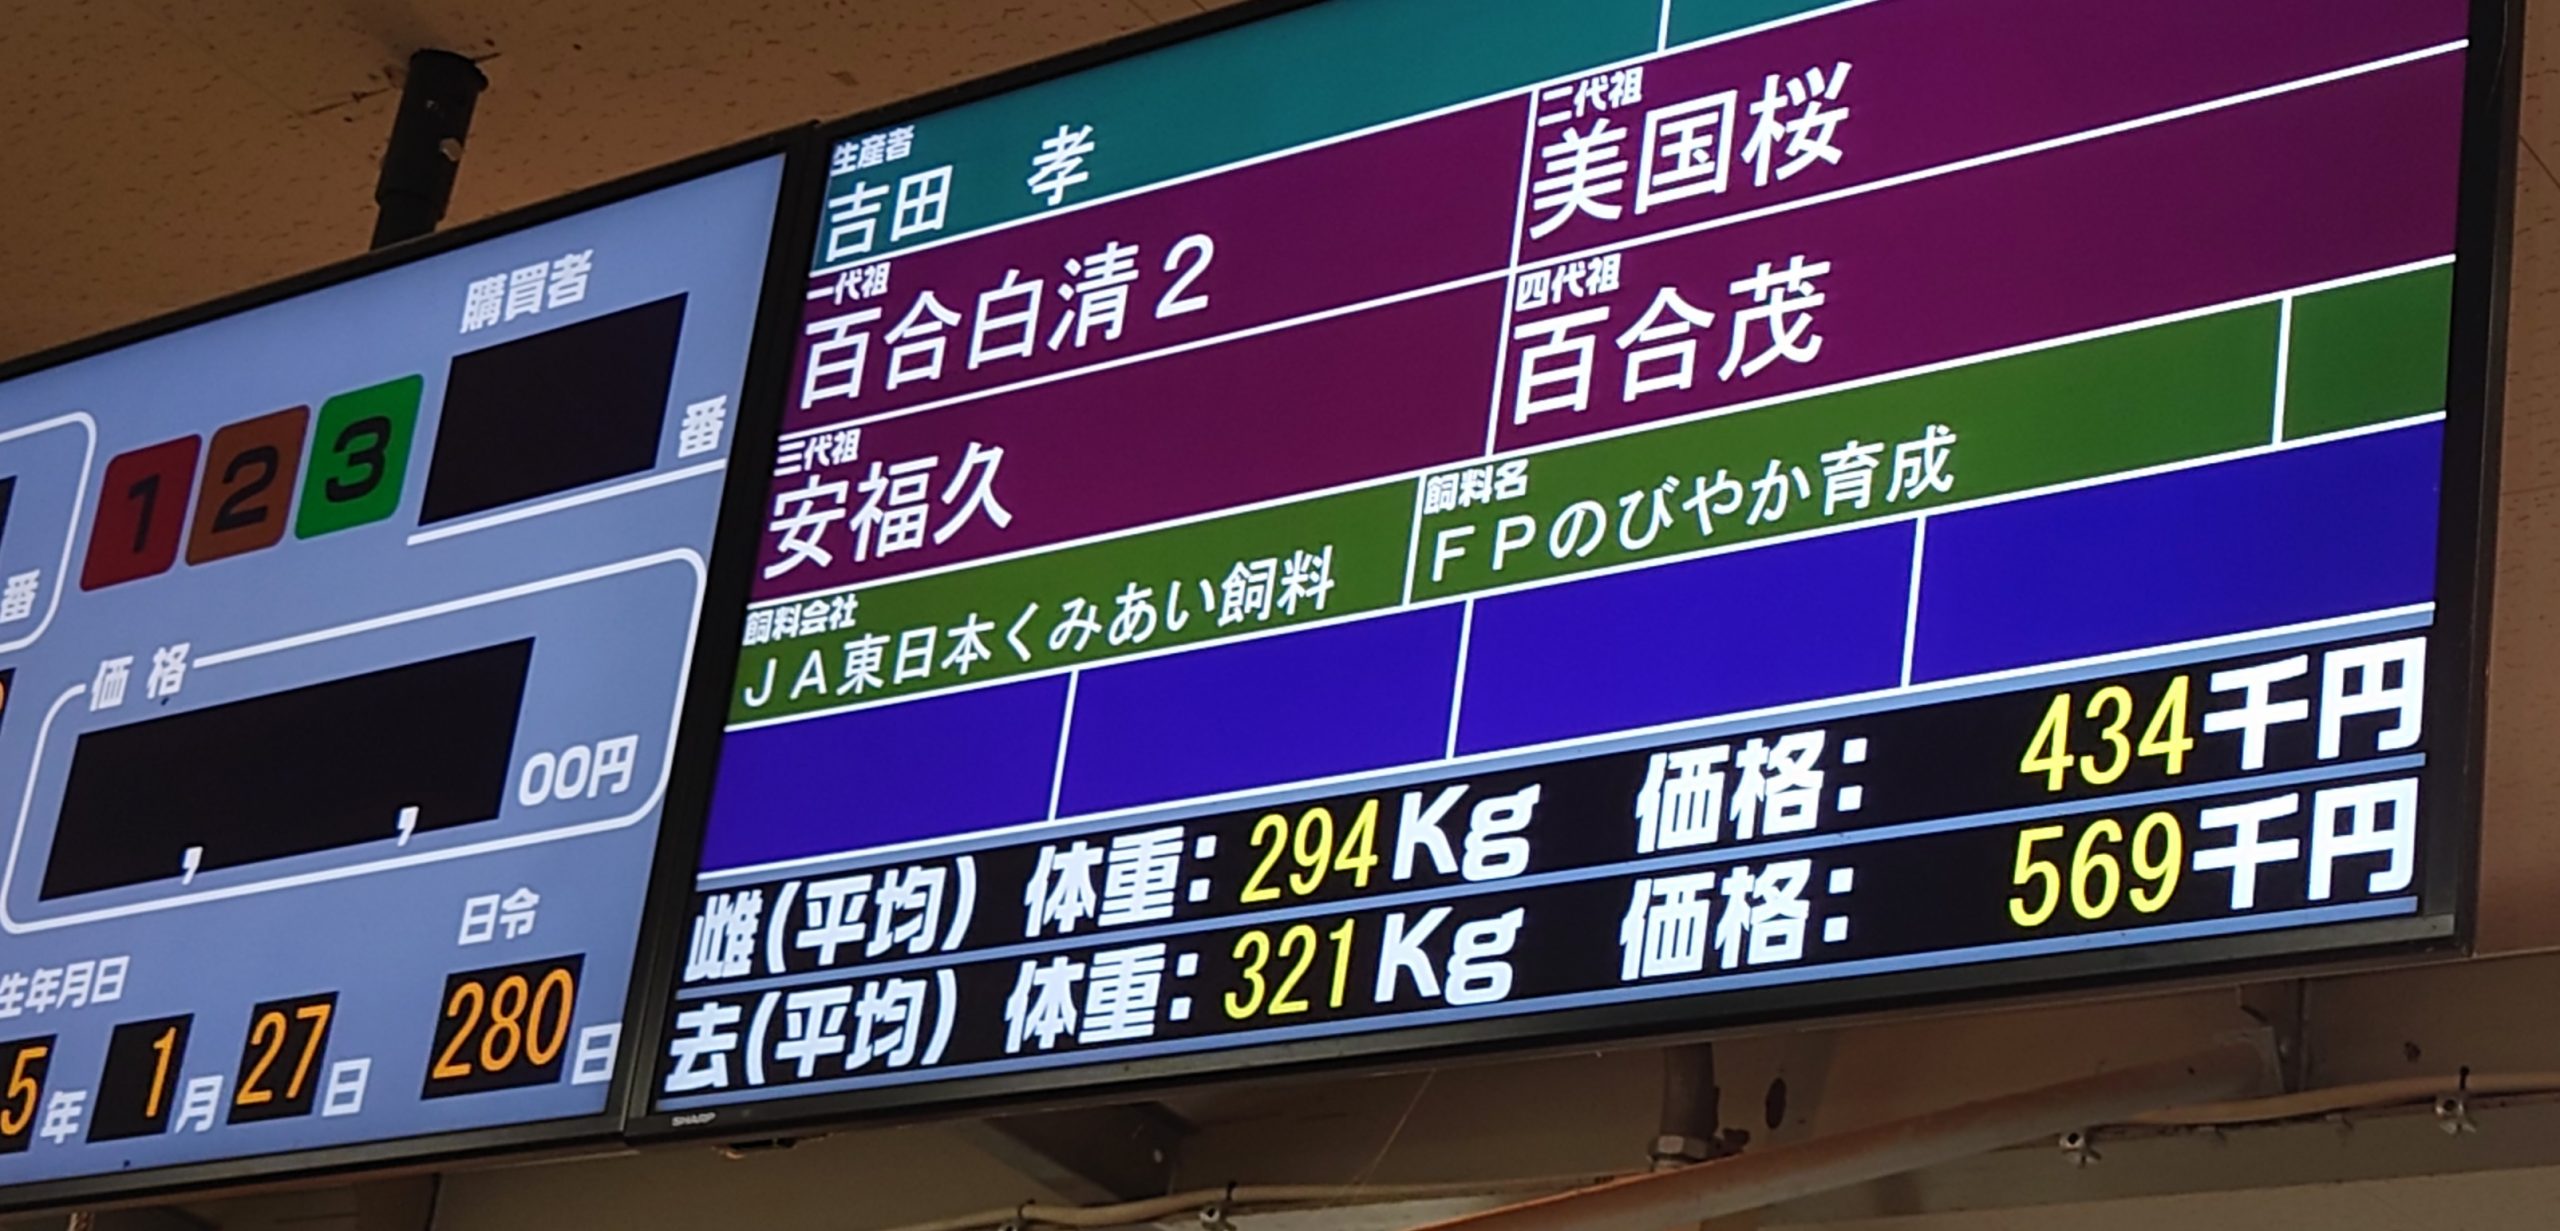 購買者
1 2 3
番
番
価格
, , 00円
生年月日 日令
5年 1月 27日 280日
生産者
吉田 孝
一代祖
百合白清2
二代祖
美国桜
三代祖
安福久
四代祖
百合茂
飼料会社
JA東日本くみあい飼料
飼料名
FPのびやか育成
雌(平均) 体重: 294Kg 価格: 434千円
去(平均) 体重: 321Kg 価格: 569千円
SHARP